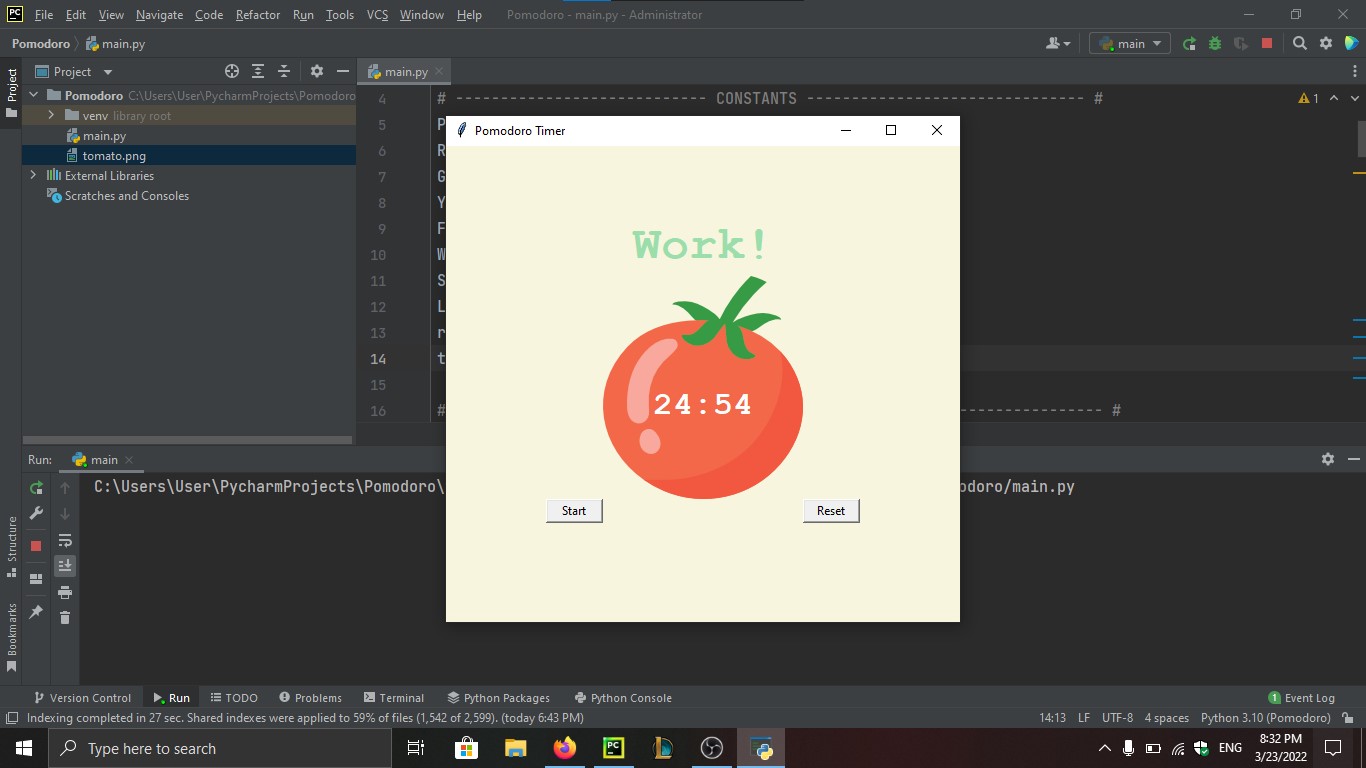 PC File Edit View Navigate Code Refactor Run Tools VCS Window Help Pomodoro - main.py - Administrator
Pomodoro main.py main
Project main.py
Project
Pomodoro C:\Users\User\PycharmProjects\Pomodoro
venv library root
main.py
tomato.png
External Libraries
Scratches and Consoles
4 # --------------------------- CONSTANTS ------------------------------ # 1
5 P
6 R
7 G
8 Y
9 F
10 W
11 S
12 L
13 r
14 t
15
16 # ---------------- #
Pomodoro Timer
Work!
24:54
Start Reset
Run: main
C:\Users\User\PycharmProjects\Pomodoro\ odoro/main.py
Structure
Bookmarks
Version Control Run TODO Problems Terminal Python Packages Python Console 1 Event Log
Indexing completed in 27 sec. Shared indexes were applied to 59% of files (1,542 of 2,599). (today 6:43 PM) 14:13 LF UTF-8 4 spaces Python 3.10 (Pomodoro)
Type here to search PC ENG 8:32 PM
3/23/2022